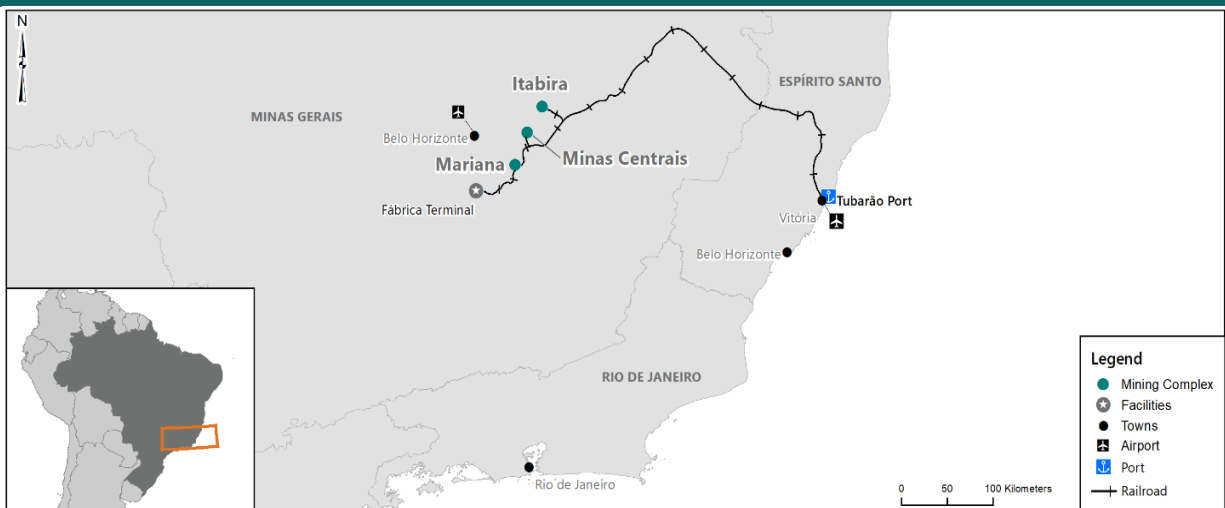 N
Itabira
ESPÍRITO SANTO
MINAS GERAIS
Belo Horizonte
Minas Centrais
Mariana
Fábrica Terminal
Tubarão Port
Vitória
Belo Horizonte
RIO DE JANEIRO
Rio de Janeiro
0 50 100 Kilometers
Legend
Mining Complex
Facilities
Towns
Airport
Port
Railroad